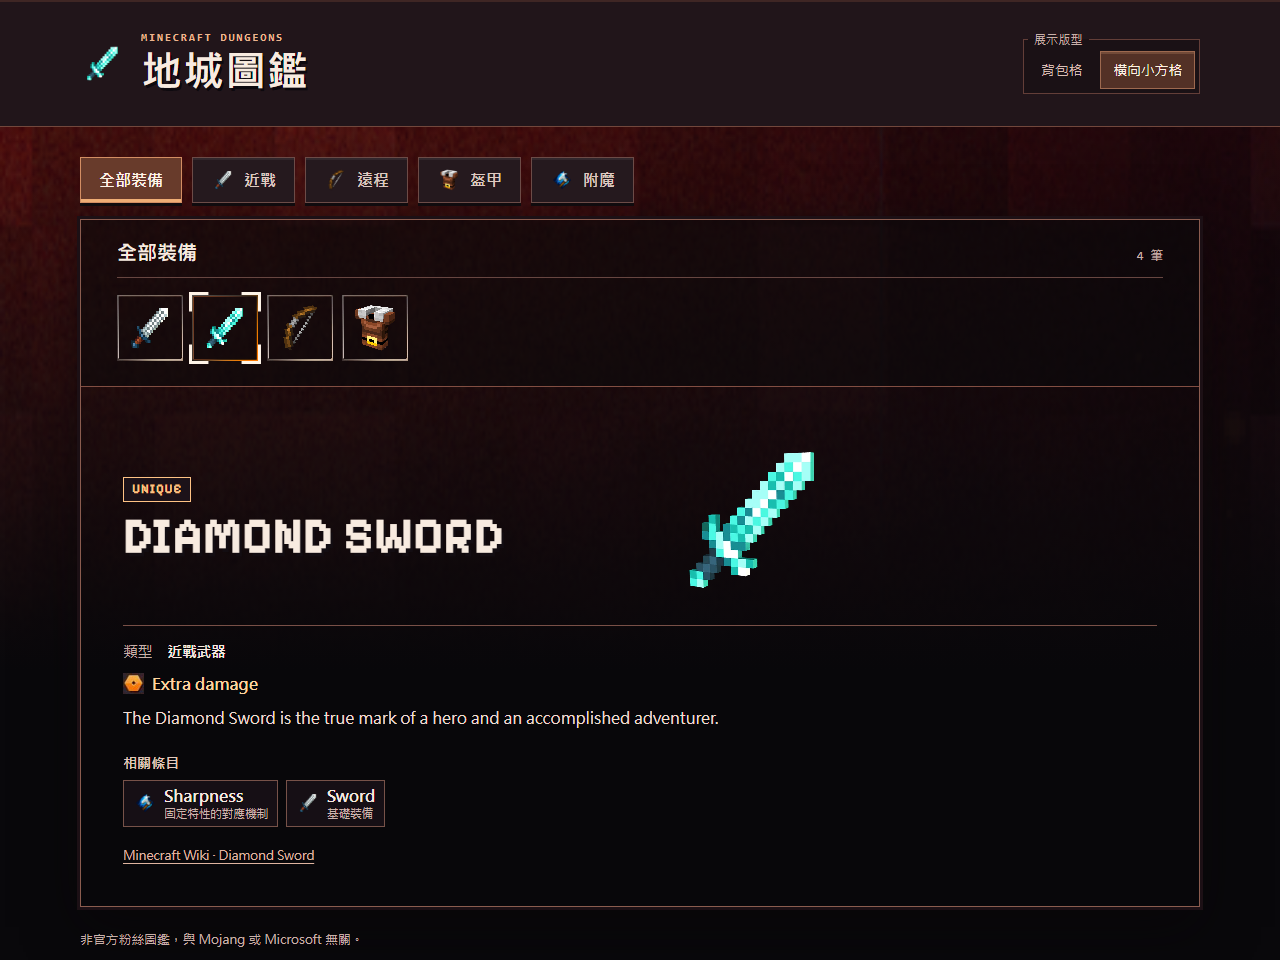 MINECRAFT DUNGEONS
地城圖鑑
展示版型
背包格
橫向小方格
全部裝備
近戰
遠程
盔甲
附魔
全部裝備
4 筆
UNIQUE
DIAMOND SWORD
類型 近戰武器
Extra damage
The Diamond Sword is the true mark of a hero and an accomplished adventurer.
相關條目
Sharpness
固定特性的對應機制
Sword
基礎裝備
Minecraft Wiki · Diamond Sword
非官方粉絲圖鑑，與 Mojang 或 Microsoft 無關。